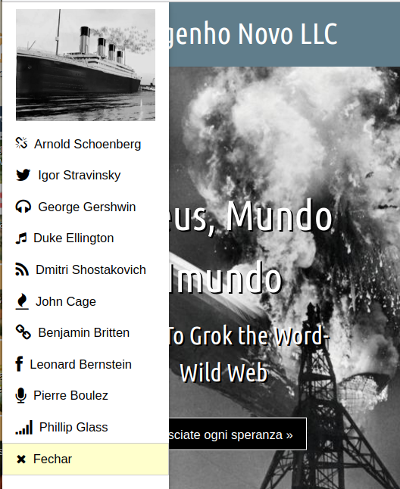 genho Novo LLC
Arnold Schoenberg
Igor Stravinsky
George Gershwin
Duke Ellington
Dmitri Shostakovich
John Cage
Benjamin Britten
Leonard Bernstein
Pierre Boulez
Phillip Glass
Fechar
eus, Mundo
mundo
To Grok the Word-
Wild Web
sciate ogni speranza »